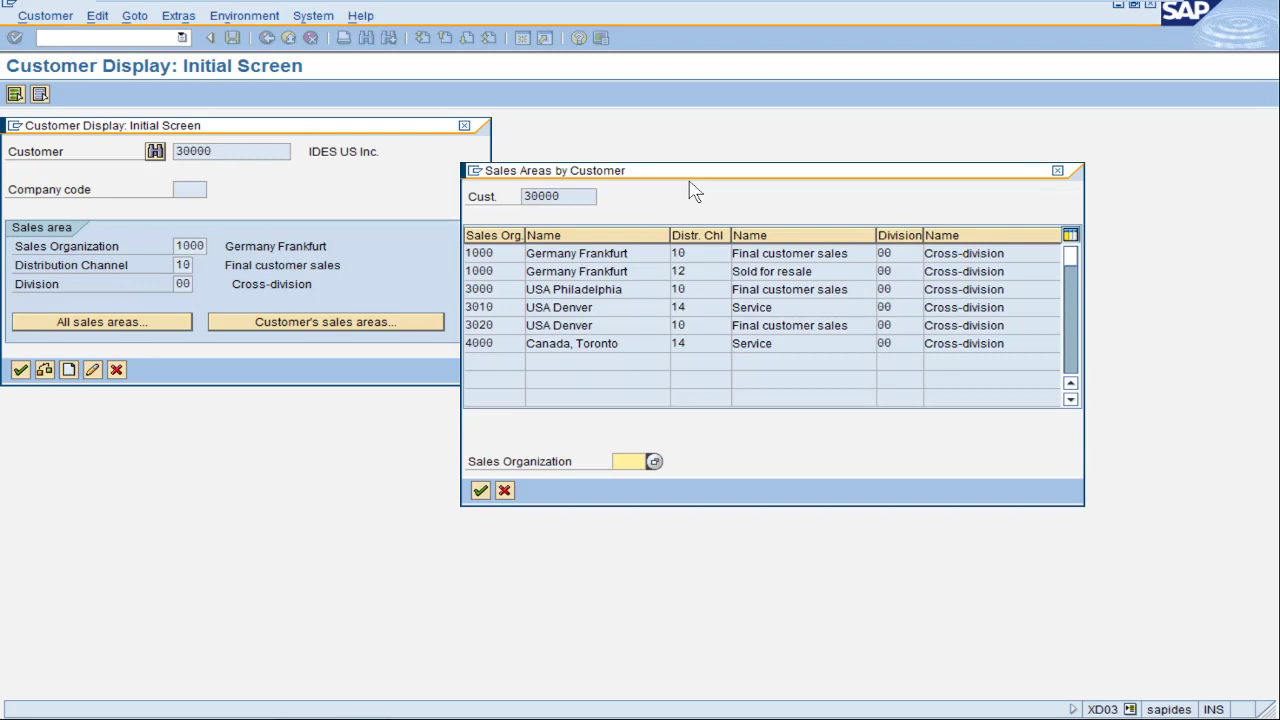 Customer Edit Goto Extras Environment System Help
SAP
Customer Display: Initial Screen
Customer Display: Initial Screen
Customer 30000 IDES US Inc.
Company code
Sales area
Sales Organization 1000 Germany Frankfurt
Distribution Channel 10 Final customer sales
Division 00 Cross-division
All sales areas... Customer's sales areas...
Sales Areas by Customer
Cust. 30000
Sales Org. Name Distr. Chl Name Division Name
1000 Germany Frankfurt 10 Final customer sales 00 Cross-division
1000 Germany Frankfurt 12 Sold for resale 00 Cross-division
3000 USA Philadelphia 10 Final customer sales 00 Cross-division
3010 USA Denver 14 Service 00 Cross-division
3020 USA Denver 10 Final customer sales 00 Cross-division
4000 Canada, Toronto 14 Service 00 Cross-division
Sales Organization
XD03 sapides INS